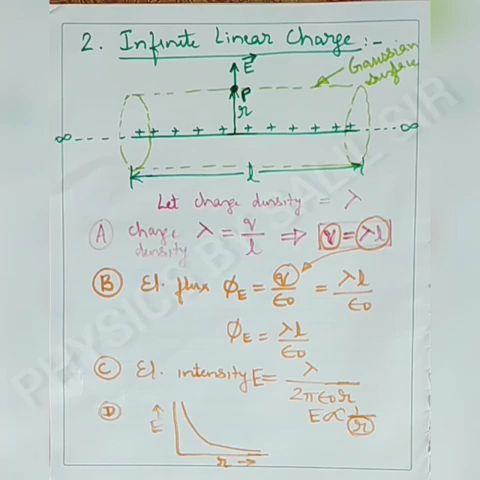 2. Infinite Linear Charge:-
E
Gaussian
surface
P
r
∞ + + + + + + + + + + ∞
l
Let charge density = λ
A charge density λ = q/l ⇒ q = λl
B El. flux ϕE = q/ε0 = λl/ε0
ϕE = λl/ε0
C El. intensity E = λ/2πε0r
D E ∝ 1/r
↑
E
r →
PHYSICS BY SALIL SIR